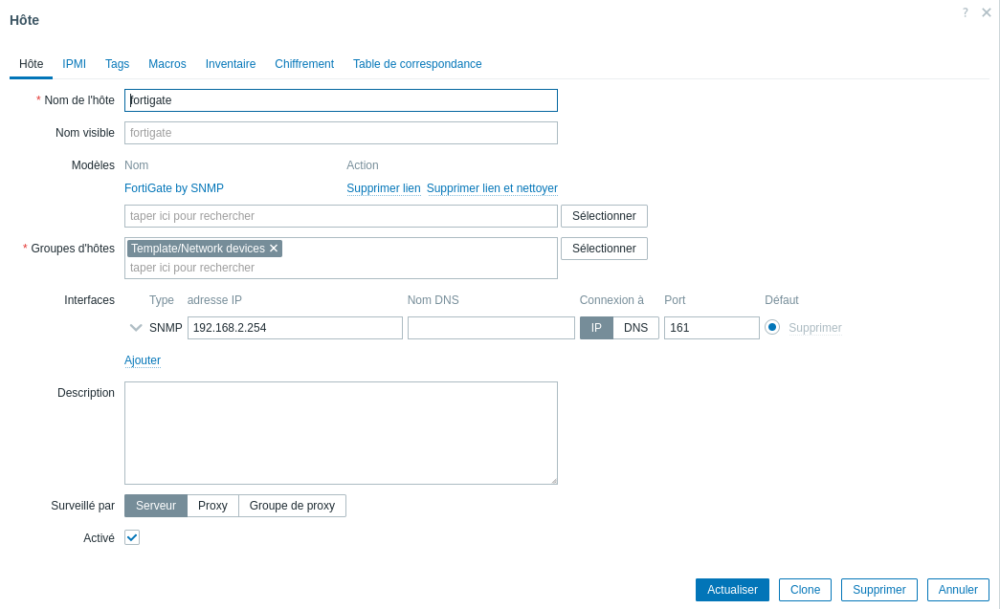 Hôte
?
Hôte IPMI Tags Macros Inventaire Chiffrement Table de correspondance
* Nom de l'hôte fortigate
Nom visible fortigate
Modèles Nom Action
FortiGate by SNMP Supprimer lien Supprimer lien et nettoyer
taper ici pour rechercher Sélectionner
* Groupes d'hôtes Template/Network devices Sélectionner
taper ici pour rechercher
Interfaces Type adresse IP Nom DNS Connexion à Port Défaut
SNMP 192.168.2.254 IP DNS 161 Supprimer
Ajouter
Description
Surveillé par Serveur Proxy Groupe de proxy
Activé
Actualiser Clone Supprimer Annuler